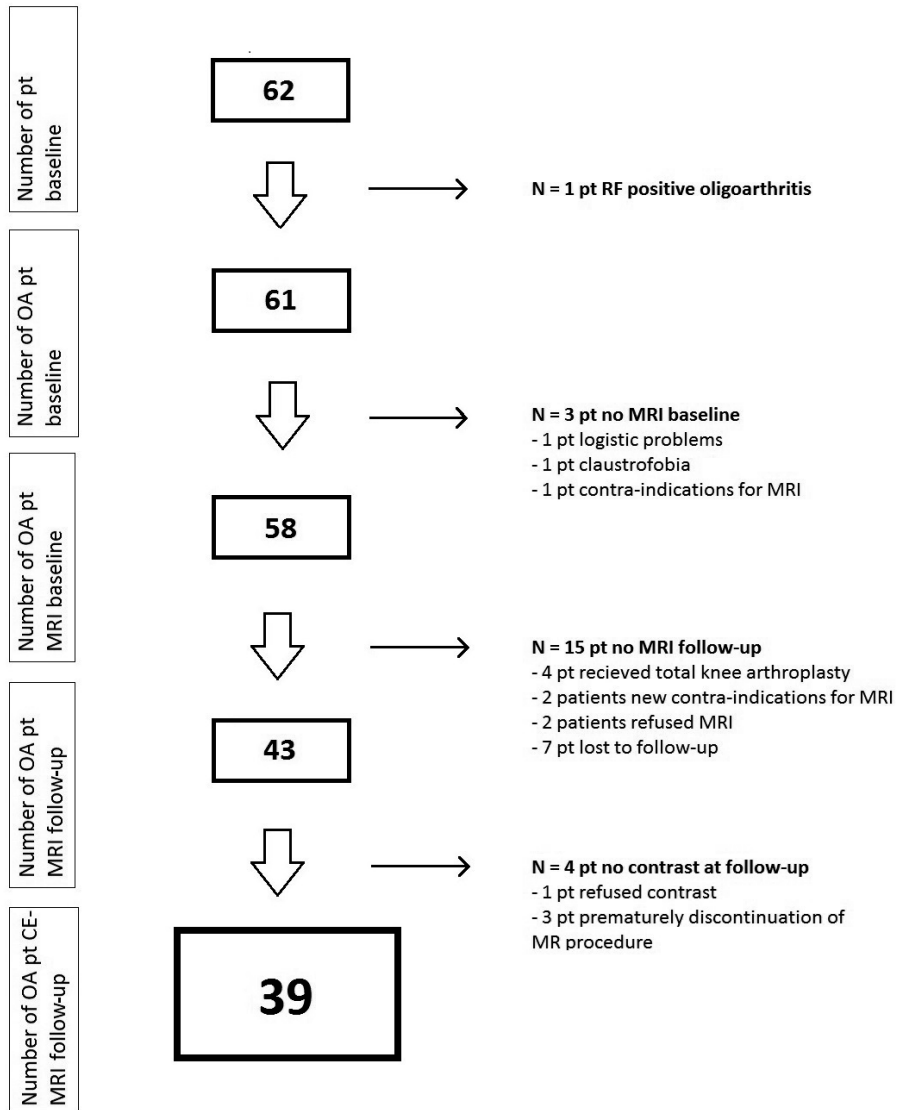 Number of pt
baseline
62
N = 1 pt RF positive oligoarthritis
Number of OA pt
baseline
61
N = 3 pt no MRI baseline
- 1 pt logistic problems
- 1 pt claustrofobia
- 1 pt contra-indications for MRI
Number of OA pt
MRI baseline
58
N = 15 pt no MRI follow-up
- 4 pt recieved total knee arthroplasty
- 2 patients new contra-indications for MRI
- 2 patients refused MRI
- 7 pt lost to follow-up
Number of OA pt
MRI follow-up
43
N = 4 pt no contrast at follow-up
- 1 pt refused contrast
- 3 pt prematurely discontinuation of
MR procedure
Number of OA pt CE-
MRI follow-up
39